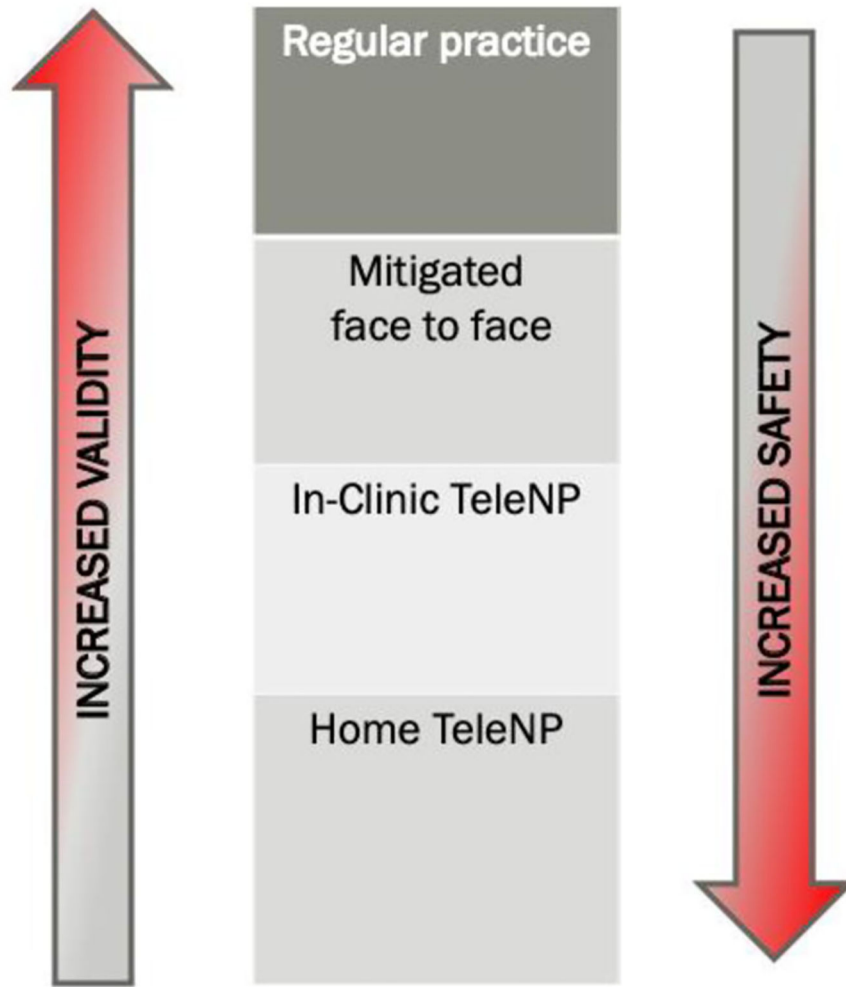 Regular practice
Mitigated
face to face
In-Clinic TeleNP
Home TeleNP
INCREASED VALIDITY
INCREASED SAFETY